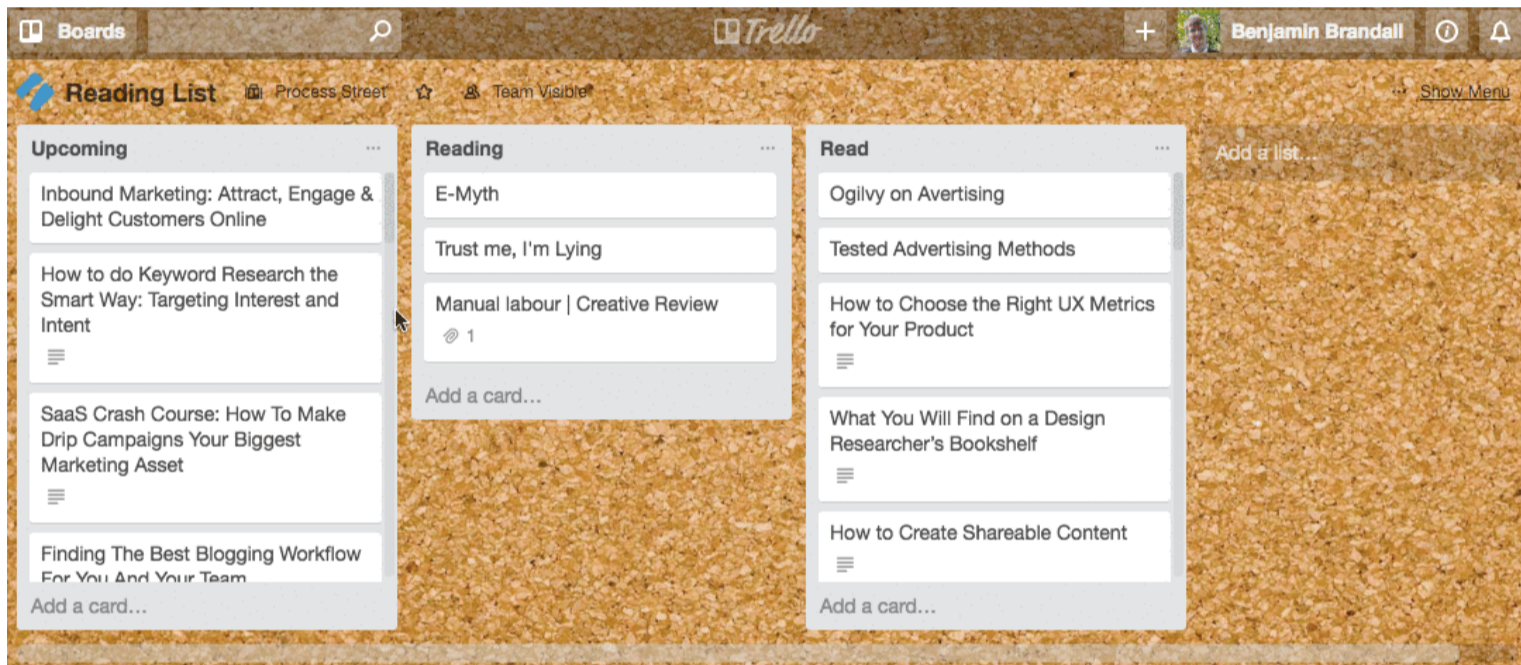 Boards
Trello
Benjamin Brandall
Reading List
Process Street
Team Visible
... Show Menu
Upcoming
Inbound Marketing: Attract, Engage &
Delight Customers Online
How to do Keyword Research the
Smart Way: Targeting Interest and
Intent
SaaS Crash Course: How To Make
Drip Campaigns Your Biggest
Marketing Asset
Finding The Best Blogging Workflow
For You And Your Team
Add a card...
Reading
E-Myth
Trust me, I'm Lying
Manual labour | Creative Review
1
Add a card...
Read
Ogilvy on Avertising
Tested Advertising Methods
How to Choose the Right UX Metrics
for Your Product
What You Will Find on a Design
Researcher's Bookshelf
How to Create Shareable Content
Add a card...
Add a list...